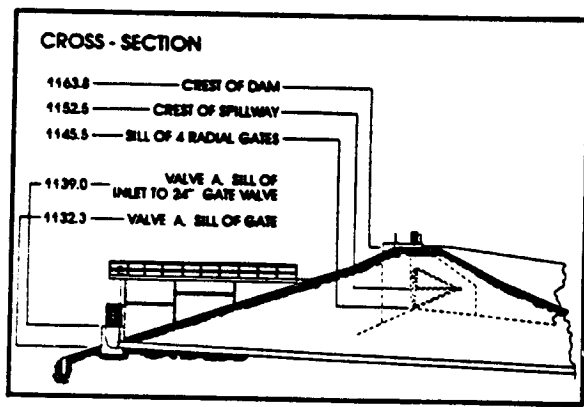 CROSS - SECTION
1163.8 CREST OF DAM
1152.5 CREST OF SPILLWAY
1145.5 SILL OF 4 RADIAL GATES
1139.0 VALVE A. SILL OF
INLET TO 24" GATE VALVE
1132.3 VALVE A. SILL OF GATE